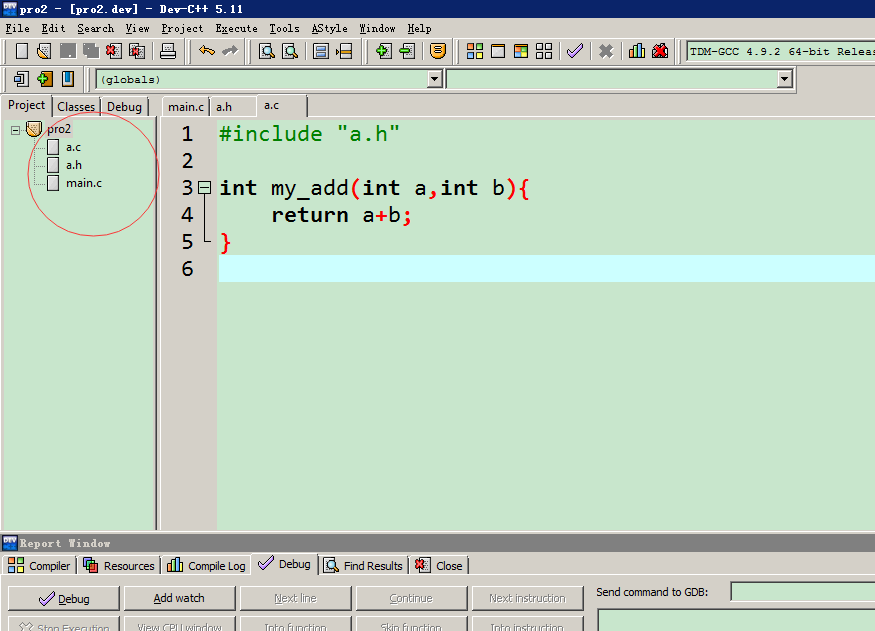 pro2 - [pro2.dev] - Dev-C++ 5.11
File Edit Search View Project Execute Tools AStyle Window Help
TDM-GCC 4.9.2 64-bit Relea
(globals)
Project Classes Debug main.c a.h a.c
pro2
a.c
a.h
main.c
1 #include "a.h"
2
3 int my_add(int a,int b){
4 return a+b;
5 }
6
Report Window
Compiler Resources Compile Log Debug Find Results Close
Debug Add watch Next line Continue Next instruction Send command to GDB:
Stop Execution View CPU window Into function Skip function Into instruction